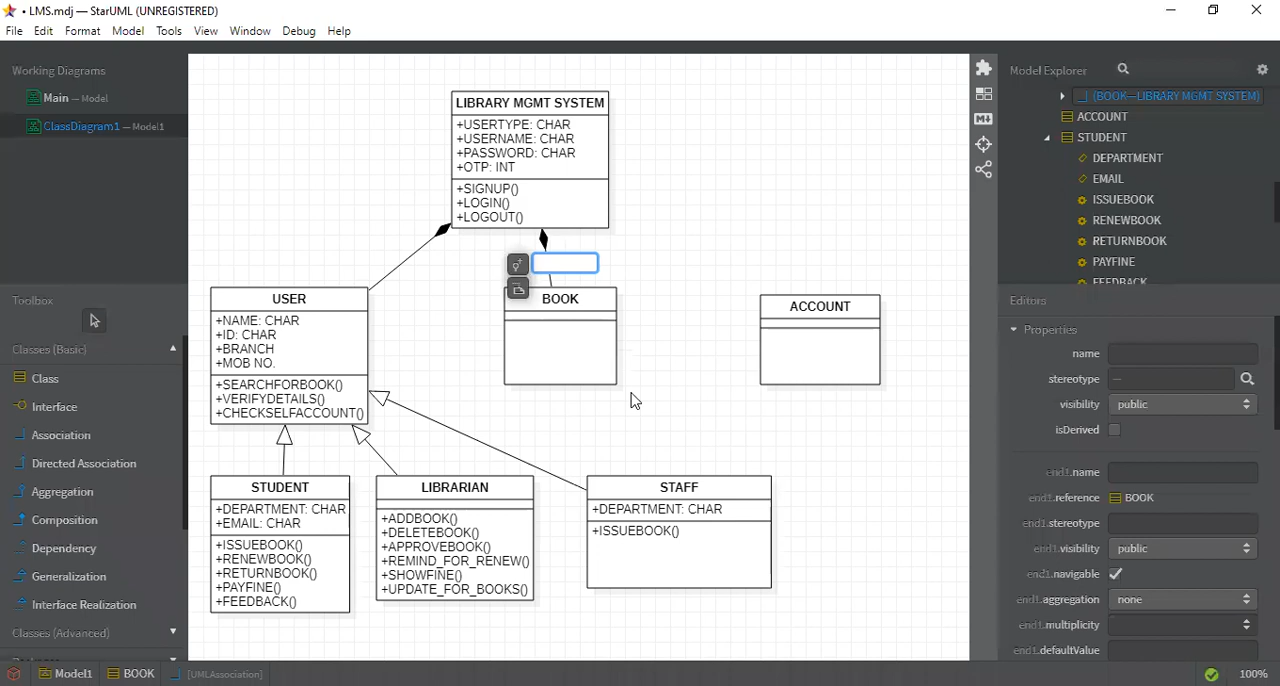 • LMS.mdj — StarUML (UNREGISTERED)
File Edit Format Model Tools View Window Debug Help
Working Diagrams
Main — Model
ClassDiagram1 — Model1
Toolbox
Classes (Basic)
Class
Interface
Association
Directed Association
Aggregation
Composition
Dependency
Generalization
Interface Realization
Classes (Advanced)
LIBRARY MGMT SYSTEM
+USERTYPE: CHAR
+USERNAME: CHAR
+PASSWORD: CHAR
+OTP: INT
+SIGNUP()
+LOGIN()
+LOGOUT()
USER
+NAME: CHAR
+ID: CHAR
+BRANCH
+MOB NO.
+SEARCHFORBOOK()
+VERIFYDETAILS()
+CHECKSELFACCOUNT()
BOOK
ACCOUNT
STUDENT
+DEPARTMENT: CHAR
+EMAIL: CHAR
+ISSUEBOOK()
+RENEWBOOK()
+RETURNBOOK()
+PAYFINE()
+FEEDBACK()
LIBRARIAN
+ADDBOOK()
+DELETEBOOK()
+APPROVEBOOK()
+REMIND_FOR_RENEW()
+SHOWFINE()
+UPDATE_FOR_BOOKS()
STAFF
+DEPARTMENT: CHAR
+ISSUEBOOK()
Model Explorer
(BOOK—LIBRARY MGMT SYSTEM)
ACCOUNT
STUDENT
DEPARTMENT
EMAIL
ISSUEBOOK
RENEWBOOK
RETURNBOOK
PAYFINE
FEEDBACK
Editors
Properties
name
stereotype —
visibility public
isDerived
end1.name
end1.reference BOOK
end1.stereotype
end1.visibility public
end1.navigable
end1.aggregation none
end1.multiplicity
end1.defaultValue
Model1 BOOK [UMLAssociation] 100%